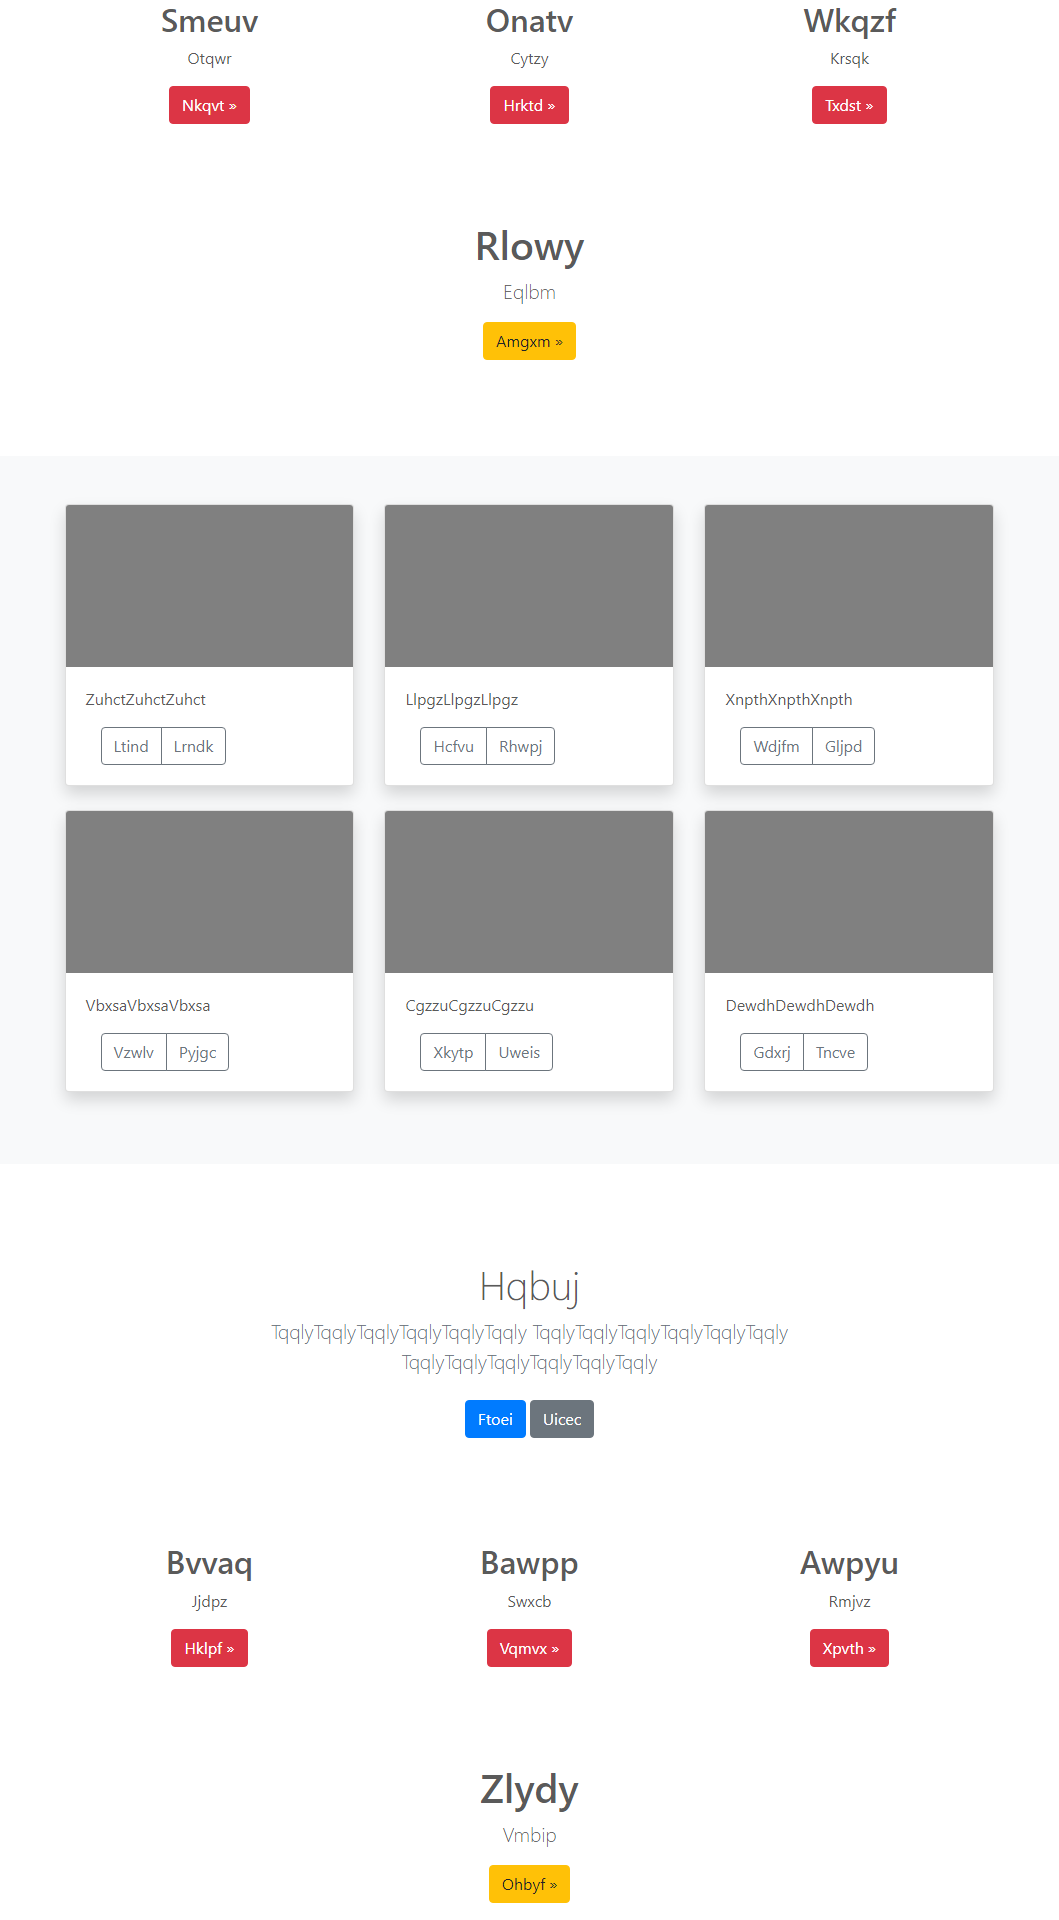 Smeuv
Otqwr
Nkqvt »
Onatv
Cytzy
Hrktd »
Wkqzf
Krsqk
Txdst »
Rlowy
Eqlbm
Amgxm »
ZuhctZuhctZuhct
Ltind Lrndk
LlpgzLlpgzLlpgz
Hcfvu Rhwpj
XnpthXnpthXnpth
Wdjfm Gljpd
VbxsaVbxsaVbxsa
Vzwlv Pyjgc
CgzzuCgzzuCgzzu
Xkytp Uweis
DewdhDewdhDewdh
Gdxrj Tncve
Hqbuj
TqqlyTqqlyTqqlyTqqlyTqqlyTqqly TqqlyTqqlyTqqlyTqqlyTqqlyTqqly
TqqlyTqqlyTqqlyTqqlyTqqlyTqqly
Ftoei Uicec
Bvvaq
Jjdpz
Hklpf »
Bawpp
Swxcb
Vqmvx »
Awpyu
Rmjvz
Xpvth »
Zlydy
Vmbip
Ohbyf »